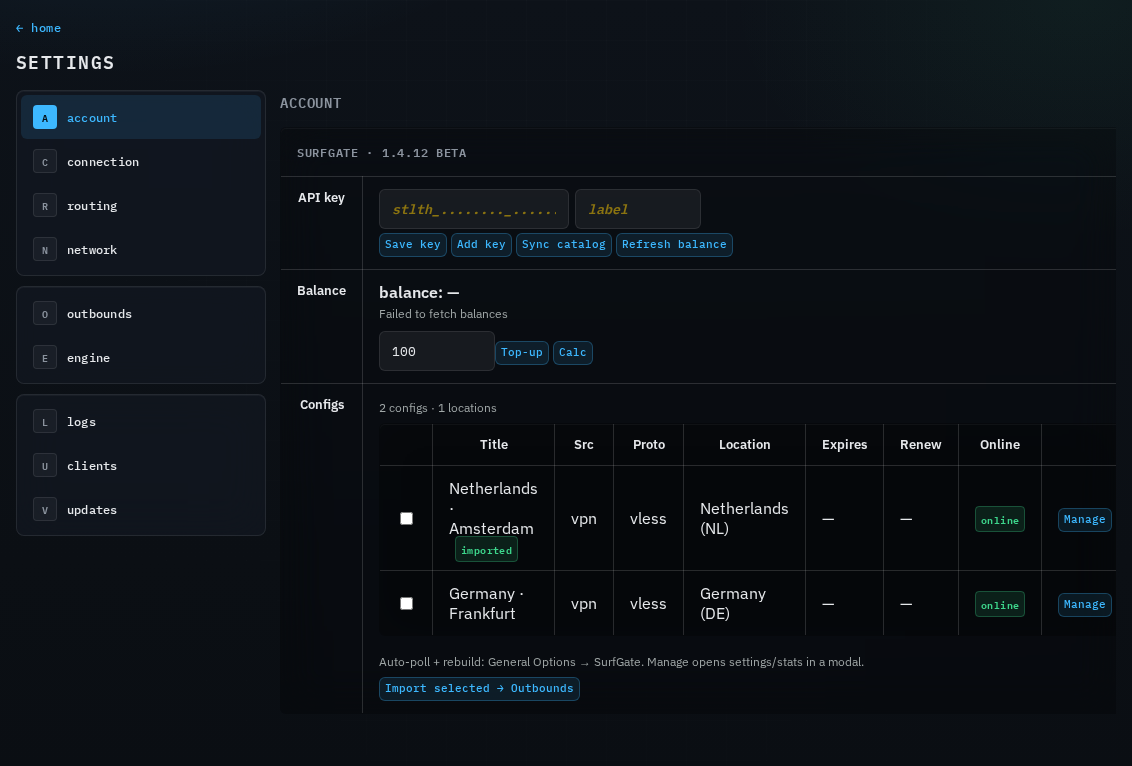 ← home
SETTINGS
A account
C connection
R routing
N network
O outbounds
E engine
L logs
U clients
V updates
ACCOUNT
SURFGATE · 1.4.12 BETA
API key
stlth_........_...... label
Save key Add key Sync catalog Refresh balance
Balance
balance: —
Failed to fetch balances
100 Top-up Calc
Configs
2 configs · 1 locations
Title Src Proto Location Expires Renew Online
Netherlands
·
Amsterdam
imported
vpn vless
Netherlands
(NL)
— — online Manage
Germany ·
Frankfurt
vpn vless
Germany
(DE)
— — online Manage
Auto-poll + rebuild: General Options → SurfGate. Manage opens settings/stats in a modal.
Import selected → Outbounds